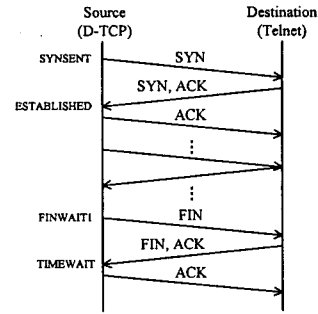 Source
(D-TCP)
Destination
(Telnet)
SYNSENT
SYN
SYN, ACK
ESTABLISHED
ACK
FINWAIT1
FIN
FIN, ACK
TIMEWAIT
ACK